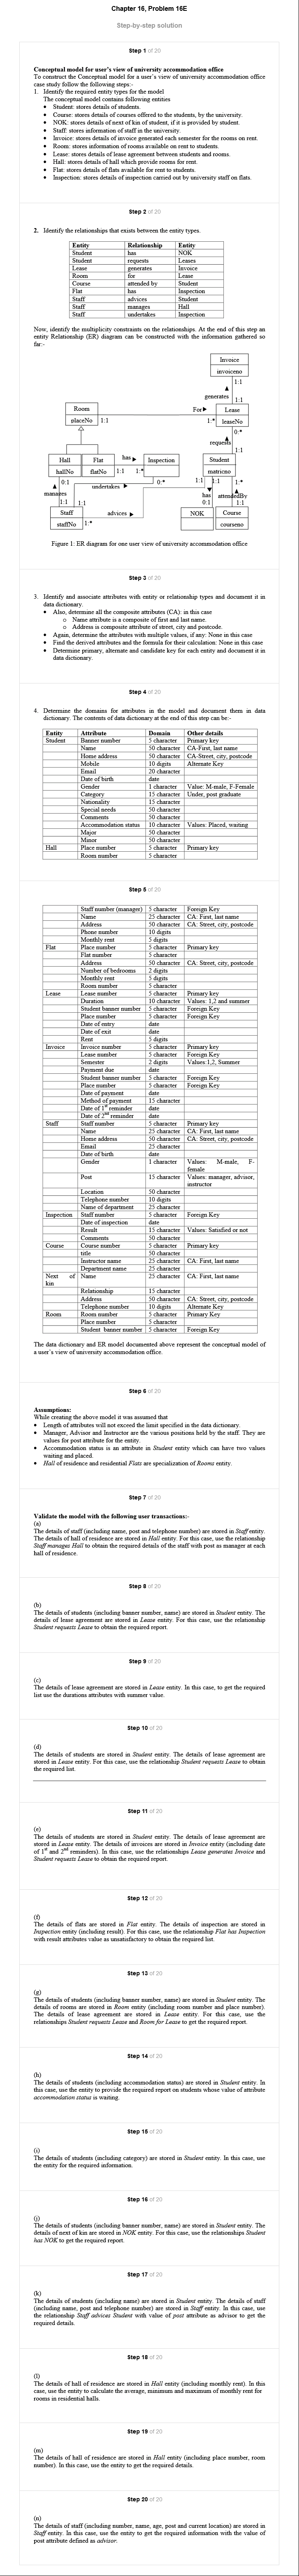 Chapter 16, Problem 16E
Step-by-step solution
Step 1 of 20
Conceptual model for user's view of university accommodation office
To construct the Conceptual model for a user's view of university accommodation office
case study follow the following steps:-
1. Identify the required entity types for the model
The conceptual model contains following entities
• Student: stores details of students.
• Course: stores details of courses offered to the students, by the university.
• NOK: stores details of next of kin of student, if it is provided by student.
• Staff: stores information of staff in the university.
• Invoice: stores details of invoice generated each semester for the rooms on rent.
• Room: stores information of rooms available on rent to students.
• Lease: stores details of lease agreement between students and rooms.
• Hall: stores details of hall which provide rooms for rent.
• Flat: stores details of flats available for rent to students.
• Inspection: stores details of inspection carried out by university staff on flats.
Step 2 of 20
2. Identify the relationships that exists between the entity types.
Entity Relationship Entity
Student has NOK
Student requests Leases
Lease generates Invoice
Room for Lease
Course attended by Student
Flat has Inspection
Staff advices Student
Staff manages Hall
Staff undertakes Inspection
Now, identify the multiplicity constraints on the relationships. At the end of this step an
entity Relationship (ER) diagram can be constructed with the information gathered so
far:-
Invoice
invoiceno
1:1
generates 1:1
Room For Lease
placeNo 1:1 1:* leaseNo
0:*
requests
1:1
Hall Flat has Inspection Student
hallNo flatNo 1:1 1:* matricno
0:1 undertakes 0:* 1:1 1:1 1:*
manages has attendedBy
1:1 1:1 0:1 1:1
Staff advices NOK Course
staffNo 1:* courseno
Figure 1: ER diagram for one user view of university accommodation office
Step 3 of 20
3. Identify and associate attributes with entity or relationship types and document it in
data dictionary.
• Also, determine all the composite attributes (CA): in this case
o Name attribute is a composite of first and last name.
o Address is composite attribute of street, city and postcode.
• Again, determine the attributes with multiple values, if any: None in this case
• Find the derived attributes and the formula for their calculation: None in this case
• Determine primary, alternate and candidate key for each entity and document it in
data dictionary.
Step 4 of 20
4. Determine the domains for attributes in the model and document them in data
dictionary. The contents of data dictionary at the end of this step can be:-
Entity Attribute Domain Other details
Student Banner number 5 character Primary key
Name 50 character CA-First, last name
Home address 50 character CA-Street, city, postcode
Mobile 10 digits Alternate Key
Email 20 character
Date of birth date
Gender 1 character Value: M-male, F-Female
Category 15 character Under, post graduate
Nationality 15 character
Special needs 50 character
Comments 50 character
Accommodation status 10 character Values: Placed, waiting
Major 50 character
Minor 50 character
Hall Place number 5 character Primary key
Room number 5 character
Step 5 of 20
Staff number (manager) 5 character Foreign Key
Name 25 character CA: First, last name
Address 50 character CA: Street, city, postcode
Phone number 10 digits
Monthly rent 5 digits
Flat Place number 5 character Primary key
Flat number 5 character
Address 50 character CA: Street, city, postcode
Number of bedrooms 2 digits
Monthly rent 5 digits
Room number 5 character
Lease Lease number 5 character Primary key
Duration 10 character Values: 1,2 and summer
Student banner number 5 character Foreign Key
Place number 5 character Foreign Key
Date of entry date
Date of exit date
Rent 5 digits
Invoice Invoice number 5 character Primary key
Lease number 5 character Foreign Key
Semester 2 digits Values:1,2, Summer
Payment due date
Student banner number 5 character Foreign Key
Place number 5 character Foreign Key
Date of payment date
Method of payment 15 character
Date of 1st reminder date
Date of 2nd reminder date
Staff Staff number 5 character Primary key
Name 25 character CA: First, last name
Home address 50 character CA: Street, city, postcode
Email 25 character
Date of birth date
Gender 1 character Values: M-male, F-
female
Post 15 character Values: manager, advisor,
instructor
Location 50 character
Telephone number 10 digits
Name of department 25 character
Inspection Staff number 5 character Foreign Key
Date of inspection date
Result 15 character Values: Satisfied or not
Comments 50 character
Course Course number 5 character Primary key
title 50 character
Instructor name 25 character CA: First, last name
Department name 25 character
Next of Name 25 character CA: First, last name
kin
Relationship 15 character
Address 50 character CA: Street, city, postcode
Telephone number 10 digits Alternate Key
Room Room number 5 character Primary Key
Place number 5 character
Student banner number 5 character Foreign Key
The data dictionary and ER model documented above represent the conceptual model of
a user's view of university accommodation office.
Step 6 of 20
Assumptions:
While creating the above model it was assumed that
• Length of attributes will not exceed the limit specified in the data dictionary.
• Manager, Advisor and Instructor are the various positions held by the staff. They are
values for post attribute for the entity.
• Accommodation status is an attribute in Student entity which can have two values
waiting and placed.
• Hall of residence and residential Flats are specialization of Rooms entity.
Step 7 of 20
Validate the model with the following user transactions:-
(a)
The details of staff (including name, post and telephone number) are stored in Staff entity.
The details of hall of residence are stored in Hall entity. For this case, use the relationship
Staff manages Hall to obtain the required details of the staff with post as manager at each
hall of residence.
Step 8 of 20
(b)
The details of students (including banner number, name) are stored in Student entity. The
details of lease agreement are stored in Lease entity. For this case, use the relationship
Student requests Lease to obtain the required report.
Step 9 of 20
(c)
The details of lease agreement are stored in Lease entity. In this case, to get the required
list use the durations attributes with summer value.
Step 10 of 20
(d)
The details of students are stored in Student entity. The details of lease agreement are
stored in Lease entity. For this case, use the relationship Student requests Lease to obtain
the required list.
Step 11 of 20
(e)
The details of students are stored in Student entity. The details of lease agreement are
stored in Lease entity. The details of invoices are stored in Invoice entity (including date
of 1st and 2nd reminders). In this case, use the relationships Lease generates Invoice and
Student requests Lease to obtain the required report.
Step 12 of 20
(f)
The details of flats are stored in Flat entity. The details of inspection are stored in
Inspection entity (including result). For this case, use the relationship Flat has Inspection
with result attributes value as unsatisfactory to obtain the required list.
Step 13 of 20
(g)
The details of students (including banner number, name) are stored in Student entity. The
details of rooms are stored in Room entity (including room number and place number).
The details of lease agreement are stored in Lease entity. For this case, use the
relationships Student requests Lease and Room for Lease to get the required report.
Step 14 of 20
(h)
The details of students (including accommodation status) are stored in Student entity. In
this case, use the entity to provide the required report on students whose value of attribute
accommodation status is waiting.
Step 15 of 20
(i)
The details of students (including category) are stored in Student entity. In this case, use
the entity for the required information.
Step 16 of 20
(j)
The details of students (including banner number, name) are stored in Student entity. The
details of next of kin are stored in NOK entity. For this case, use the relationships Student
has NOK to get the required report.
Step 17 of 20
(k)
The details of students (including name) are stored in Student entity. The details of staff
(including name, post and telephone number) are stored in Staff entity. In this case, use
the relationship Staff advices Student with value of post attribute as advisor to get the
required details.
Step 18 of 20
(l)
The details of hall of residence are stored in Hall entity (including monthly rent). In this
case, use the entity to calculate the average, minimum and maximum of monthly rent for
rooms in residential halls.
Step 19 of 20
(m)
The details of hall of residence are stored in Hall entity (including place number, room
number). In this case, use the entity to get the required details.
Step 20 of 20
(n)
The details of staff (including number, name, age, post and current location) are stored in
Staff entity. In this case, use the entity to get the required information with the value of
post attribute defined as advisor.